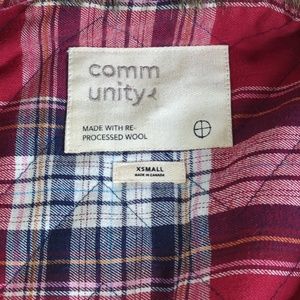 comm
unity
MADE WITH RE-
PROCESSED WOOL
XSMALL
MADE IN CANADA